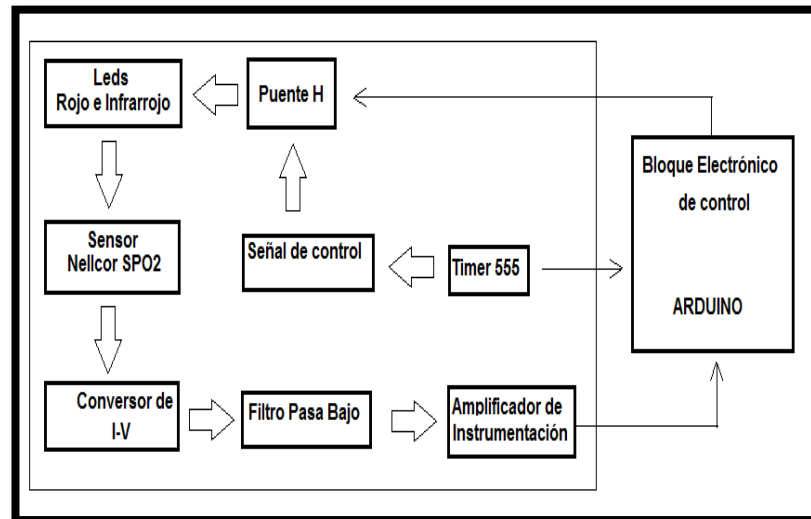 Leds
Rojo e Infrarrojo
Puente H
Bloque Electrónico
de control
ARDUINO
Sensor
Nellcor SPO2
Señal de control
Timer 555
Conversor de
I-V
Filtro Pasa Bajo
Amplificador de
Instrumentación